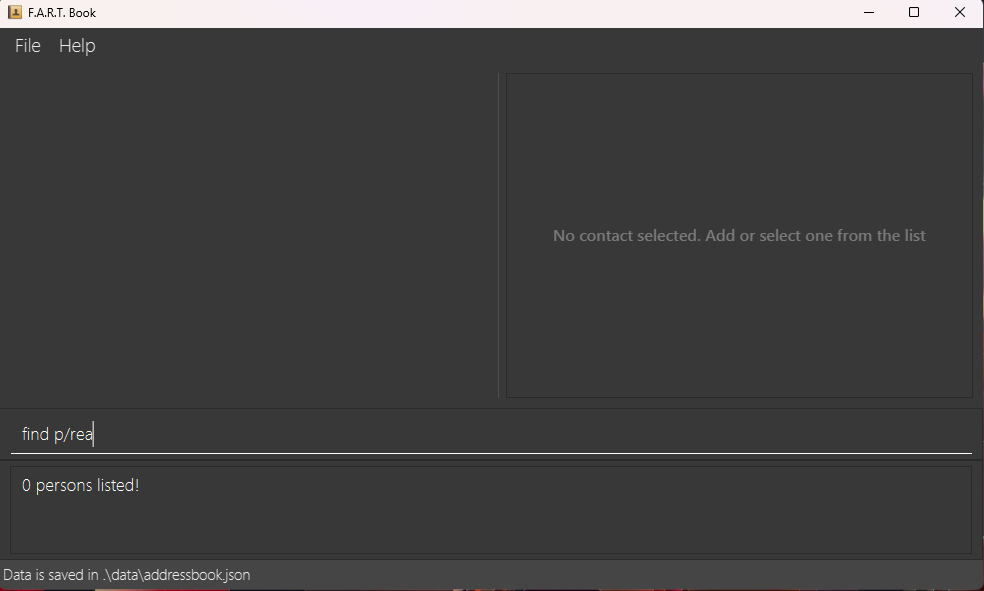 F.A.R.T. Book
File Help
No contact selected. Add or select one from the list
find p/rea
0 persons listed!
Data is saved in .\data\addressbook.json